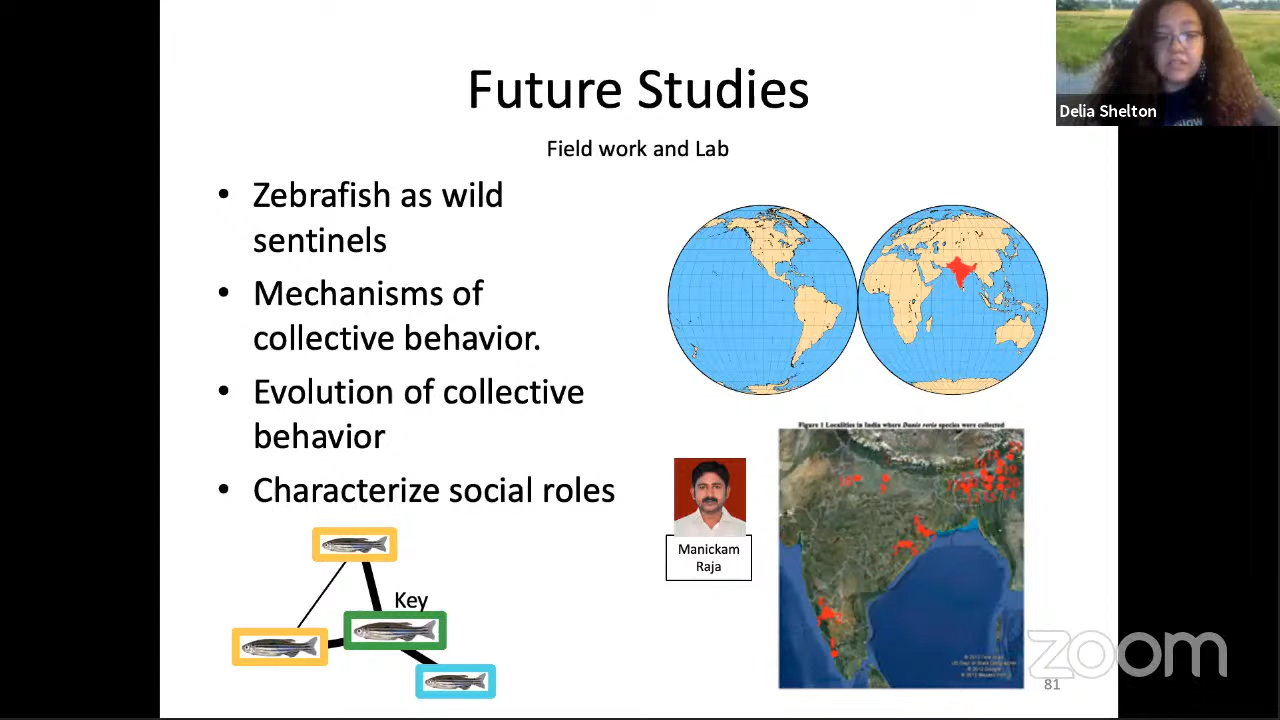 Future Studies
Field work and Lab
• Zebrafish as wild
sentinels
• Mechanisms of
collective behavior.
• Evolution of collective
behavior
• Characterize social roles
Key
Manickam
Raja
Figure 1 Localities in India where Danio rerio species were collected
Delia Shelton
zoom
81